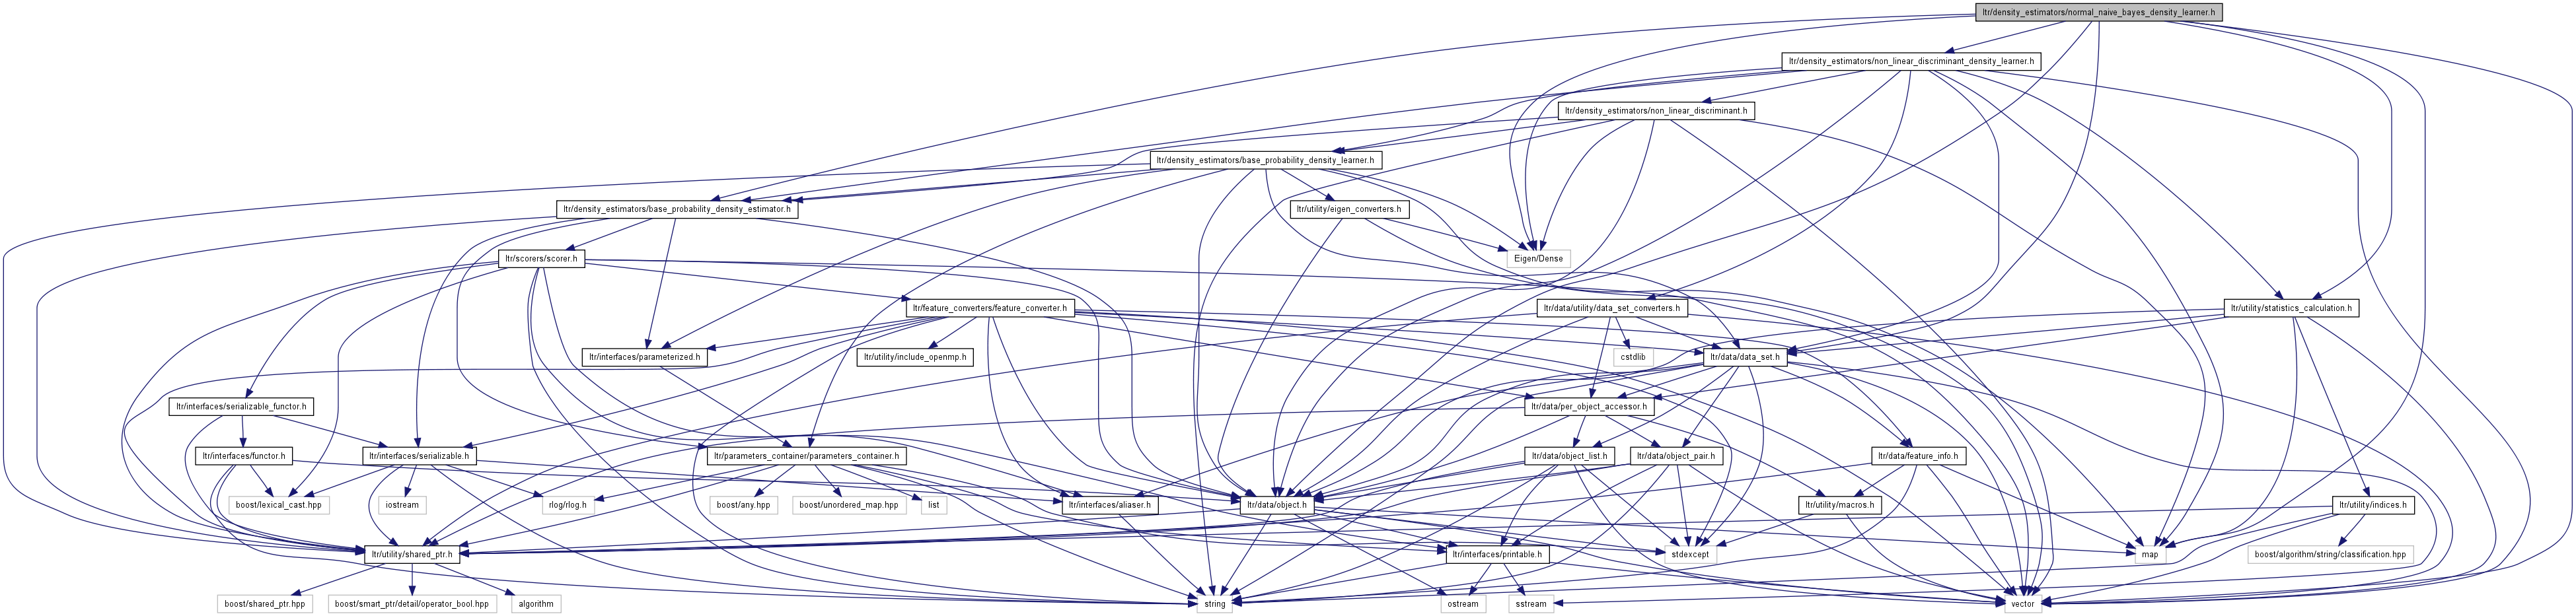 ltr/density_estimators/normal_naive_bayes_density_learner.h
ltr/density_estimators/non_linear_discriminant_density_learner.h
ltr/density_estimators/non_linear_discriminant.h
ltr/density_estimators/base_probability_density_learner.h
ltr/density_estimators/base_probability_density_estimator.h
ltr/utility/eigen_converters.h
ltr/scorers/scorer.h
Eigen/Dense
ltr/feature_converters/feature_converter.h
ltr/data/utility/data_set_converters.h
ltr/utility/statistics_calculation.h
ltr/interfaces/parameterized.h
ltr/utility/include_openmp.h
cstdlib
ltr/data/data_set.h
ltr/interfaces/serializable_functor.h
ltr/data/per_object_accessor.h
ltr/interfaces/functor.h
ltr/interfaces/serializable.h
ltr/parameters_container/parameters_container.h
ltr/data/object_list.h
ltr/data/object_pair.h
ltr/data/feature_info.h
boost/lexical_cast.hpp
iostream
rlog/rlog.h
boost/any.hpp
boost/unordered_map.hpp
list
ltr/interfaces/aliaser.h
ltr/data/object.h
ltr/utility/macros.h
ltr/utility/indices.h
ltr/utility/shared_ptr.h
ltr/interfaces/printable.h
stdexcept
map
boost/algorithm/string/classification.hpp
boost/shared_ptr.hpp
boost/smart_ptr/detail/operator_bool.hpp
algorithm
string
ostream
sstream
vector